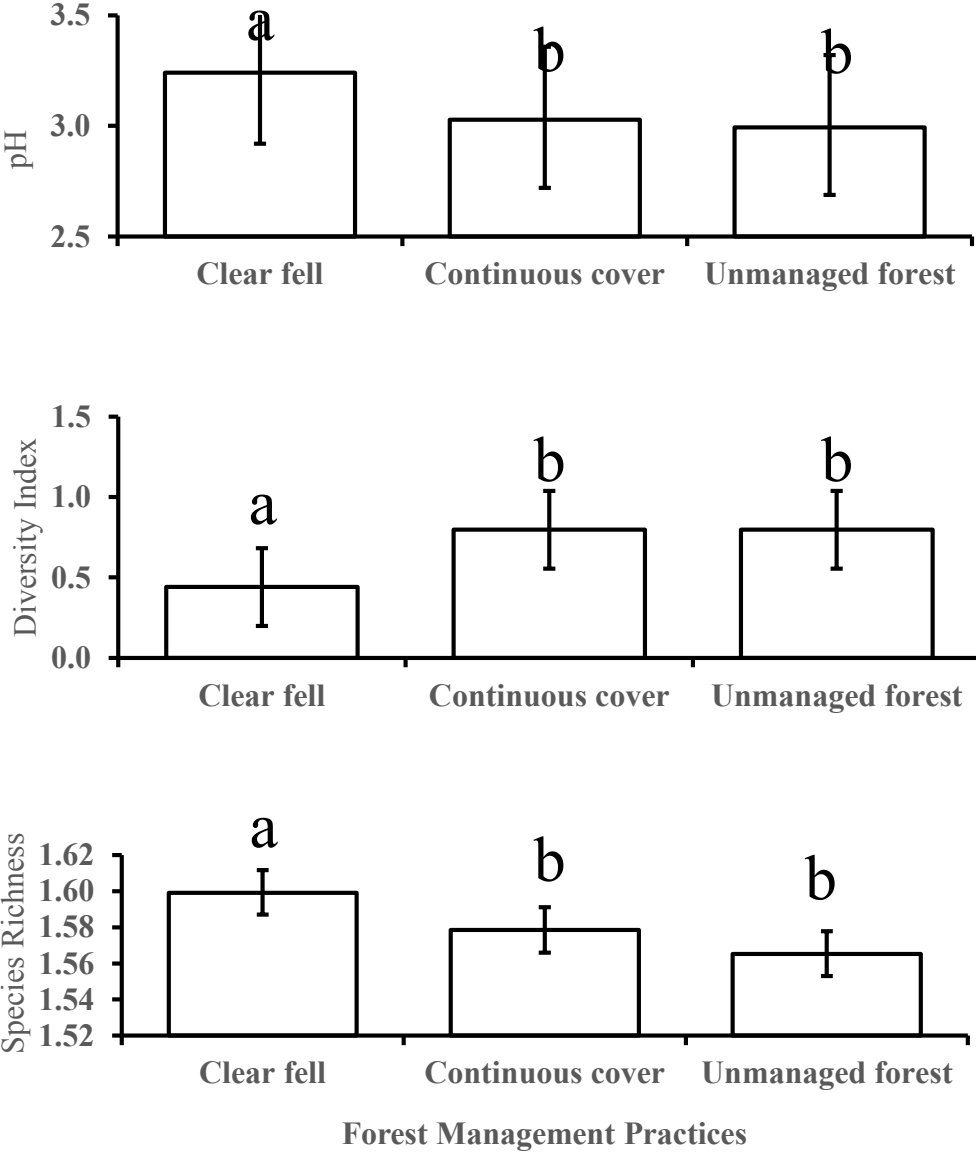 3.5
3.0
2.5
pH
a
b
b
Clear fell
Continuous cover
Unmanaged forest
1.5
1.0
0.5
0.0
Diversity Index
a
b
b
Clear fell
Continuous cover
Unmanaged forest
1.62
1.60
1.58
1.56
1.54
1.52
Species Richness
a
b
b
Clear fell
Continuous cover
Unmanaged forest
Forest Management Practices